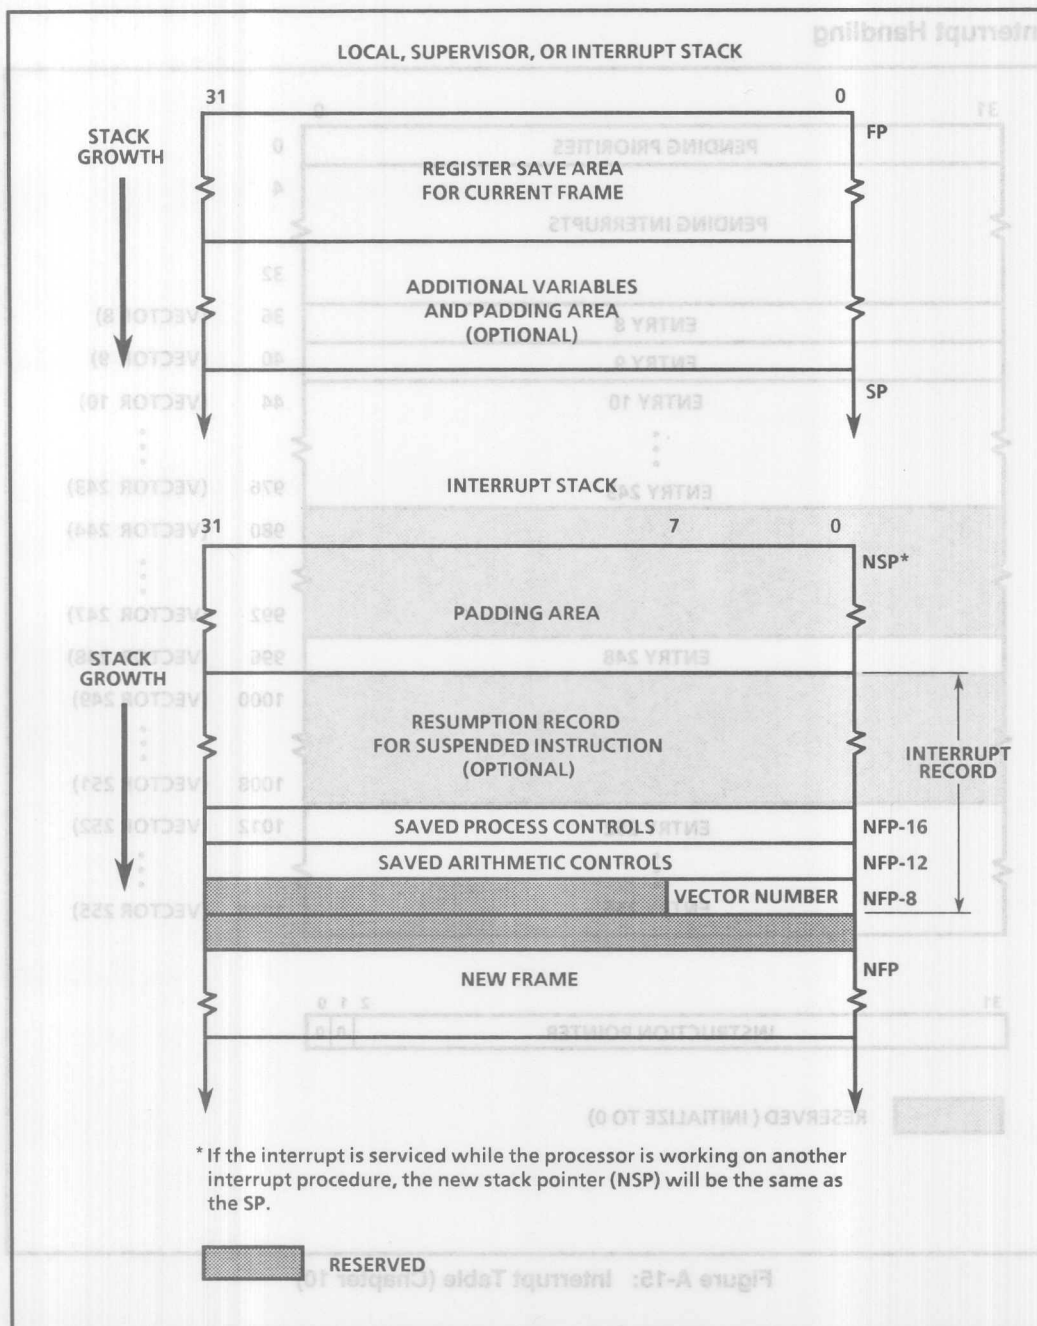 LOCAL, SUPERVISOR, OR INTERRUPT STACK
31 0
STACK
GROWTH
FP
REGISTER SAVE AREA
FOR CURRENT FRAME
ADDITIONAL VARIABLES
AND PADDING AREA
(OPTIONAL)
SP
INTERRUPT STACK
31 7 0
NSP*
PADDING AREA
STACK
GROWTH
RESUMPTION RECORD
FOR SUSPENDED INSTRUCTION
(OPTIONAL)
INTERRUPT
RECORD
SAVED PROCESS CONTROLS NFP-16
SAVED ARITHMETIC CONTROLS NFP-12
VECTOR NUMBER NFP-8
NFP
NEW FRAME
* If the interrupt is serviced while the processor is working on another
interrupt procedure, the new stack pointer (NSP) will be the same as
the SP.
RESERVED